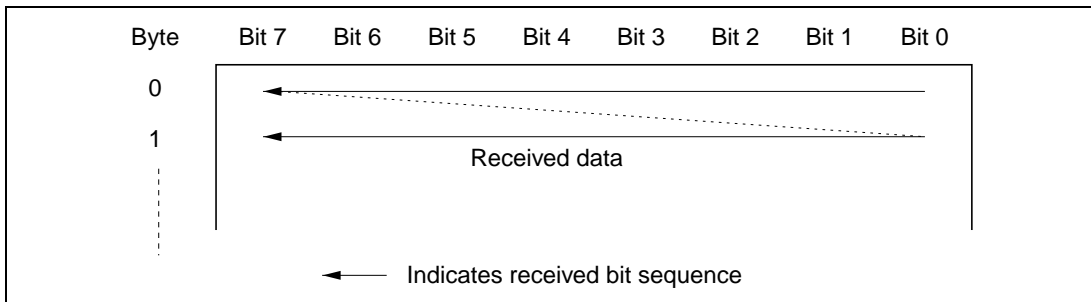 Byte Bit 7 Bit 6 Bit 5 Bit 4 Bit 3 Bit 2 Bit 1 Bit 0
0
1
Received data
Indicates received bit sequence